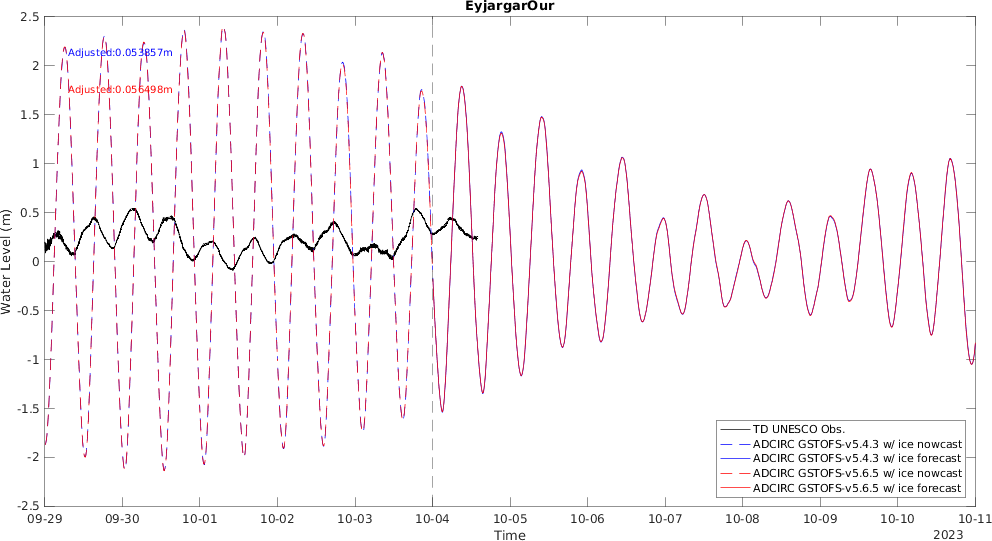 EyjargarOur
Adjusted:0.053857m
Adjusted:0.056498m
Water Level (m)
2.5
2
1.5
1
0.5
0
-0.5
-1
-1.5
-2
-2.5
TD UNESCO Obs.
ADCIRC GSTOFS-v5.4.3 w/ ice nowcast
ADCIRC GSTOFS-v5.4.3 w/ ice forecast
ADCIRC GSTOFS-v5.6.5 w/ ice nowcast
ADCIRC GSTOFS-v5.6.5 w/ ice forecast
09-29 09-30 10-01 10-02 10-03 10-04 10-05 10-06 10-07 10-08 10-09 10-10 10-11
Time
2023